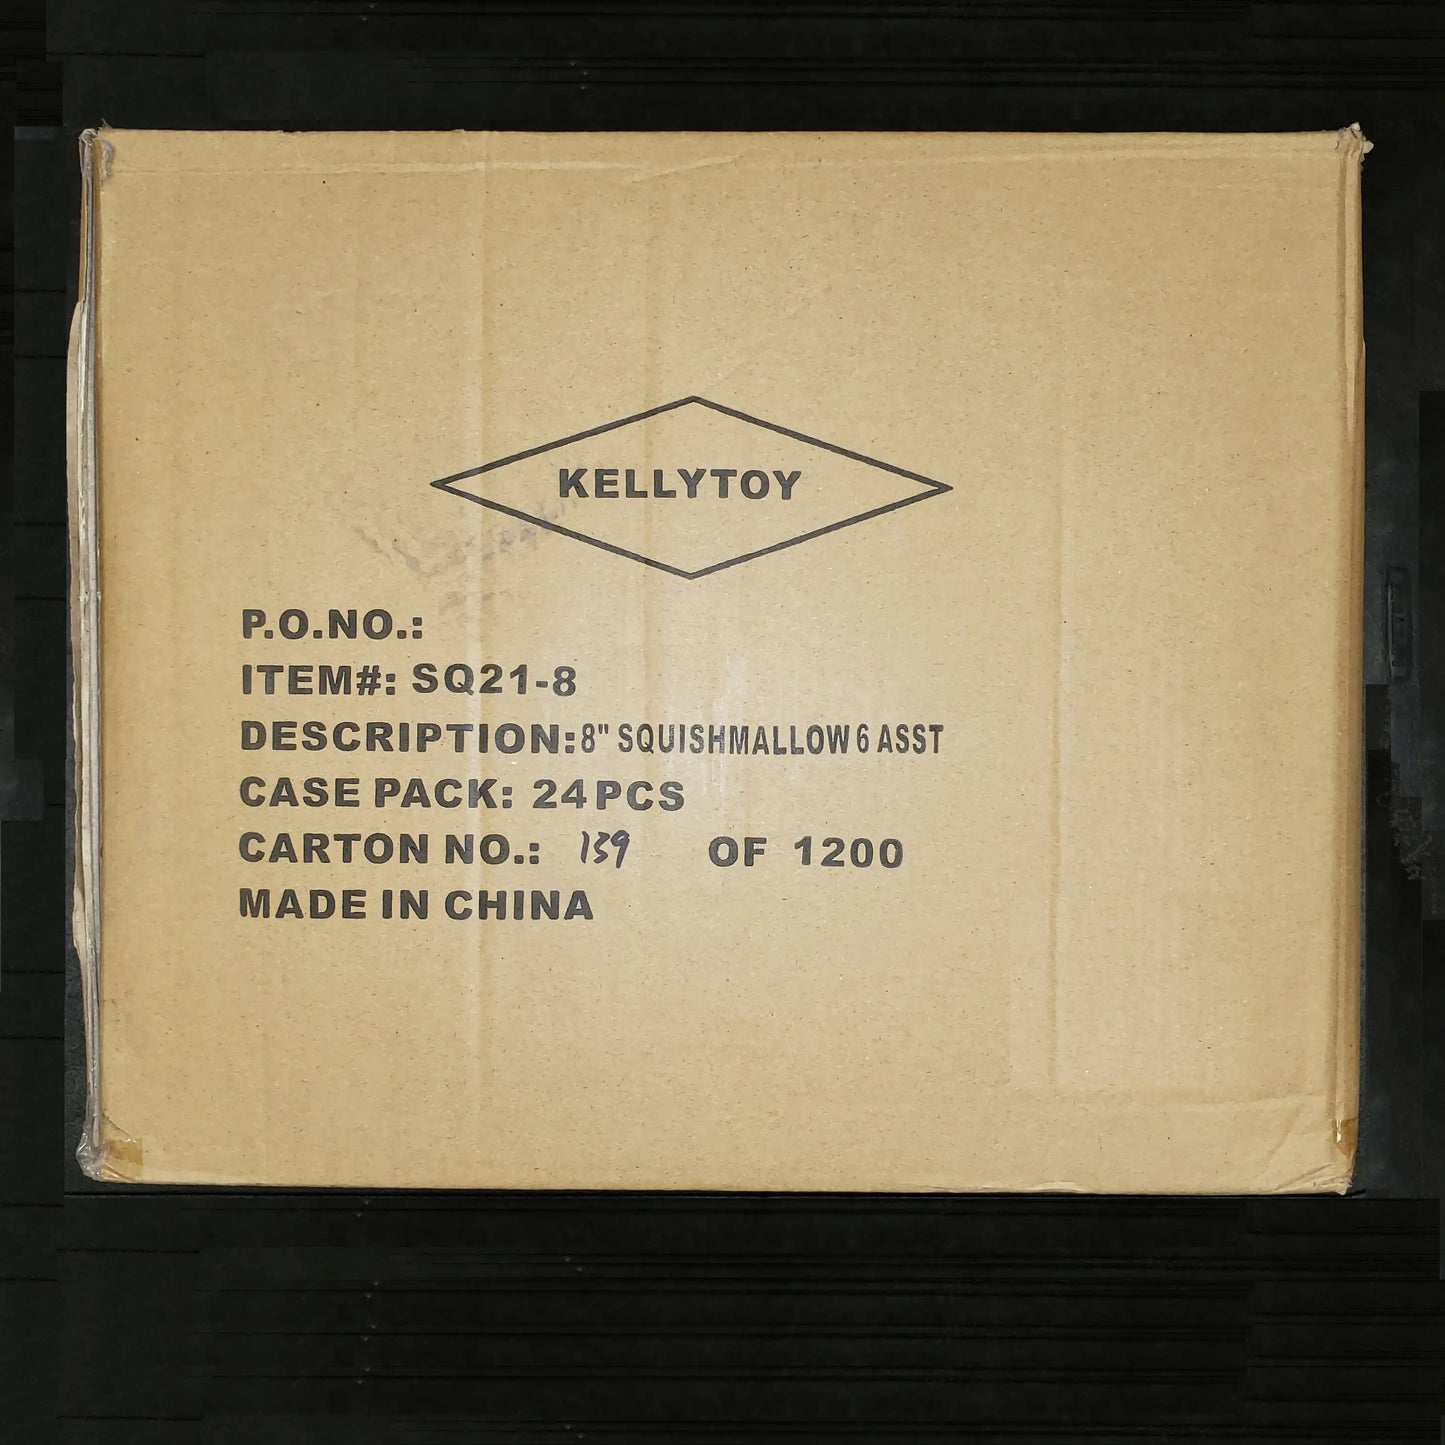 KELLYTOY
P.O.NO.:
ITEM#: SQ21-8
DESCRIPTION:8" SQUISHMALLOW 6 ASST
CASE PACK: 24PCS
CARTON NO.: 139 OF 1200
MADE IN CHINA